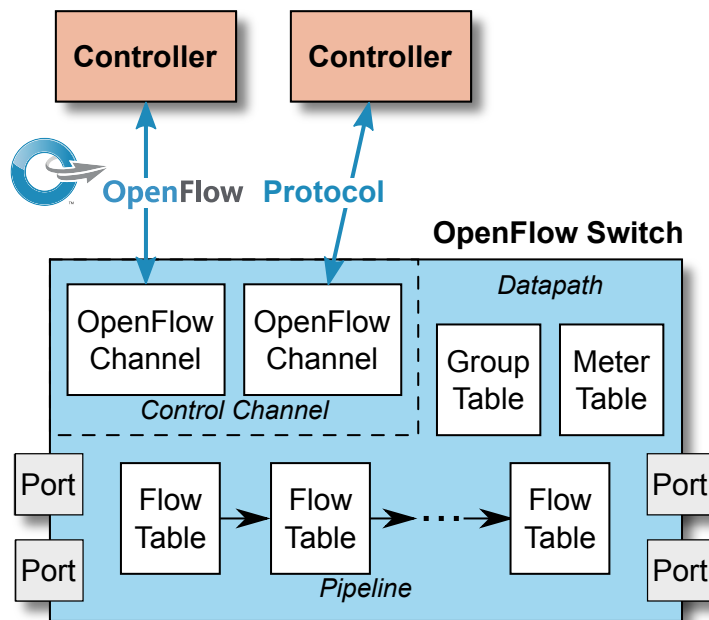 Controller
Controller
OpenFlow Protocol
™
OpenFlow Switch
Datapath
OpenFlow
Channel
OpenFlow
Channel
Control Channel
Group
Table
Meter
Table
Port
Port
Flow
Table
Flow
Table
...
Flow
Table
Port
Port
Pipeline